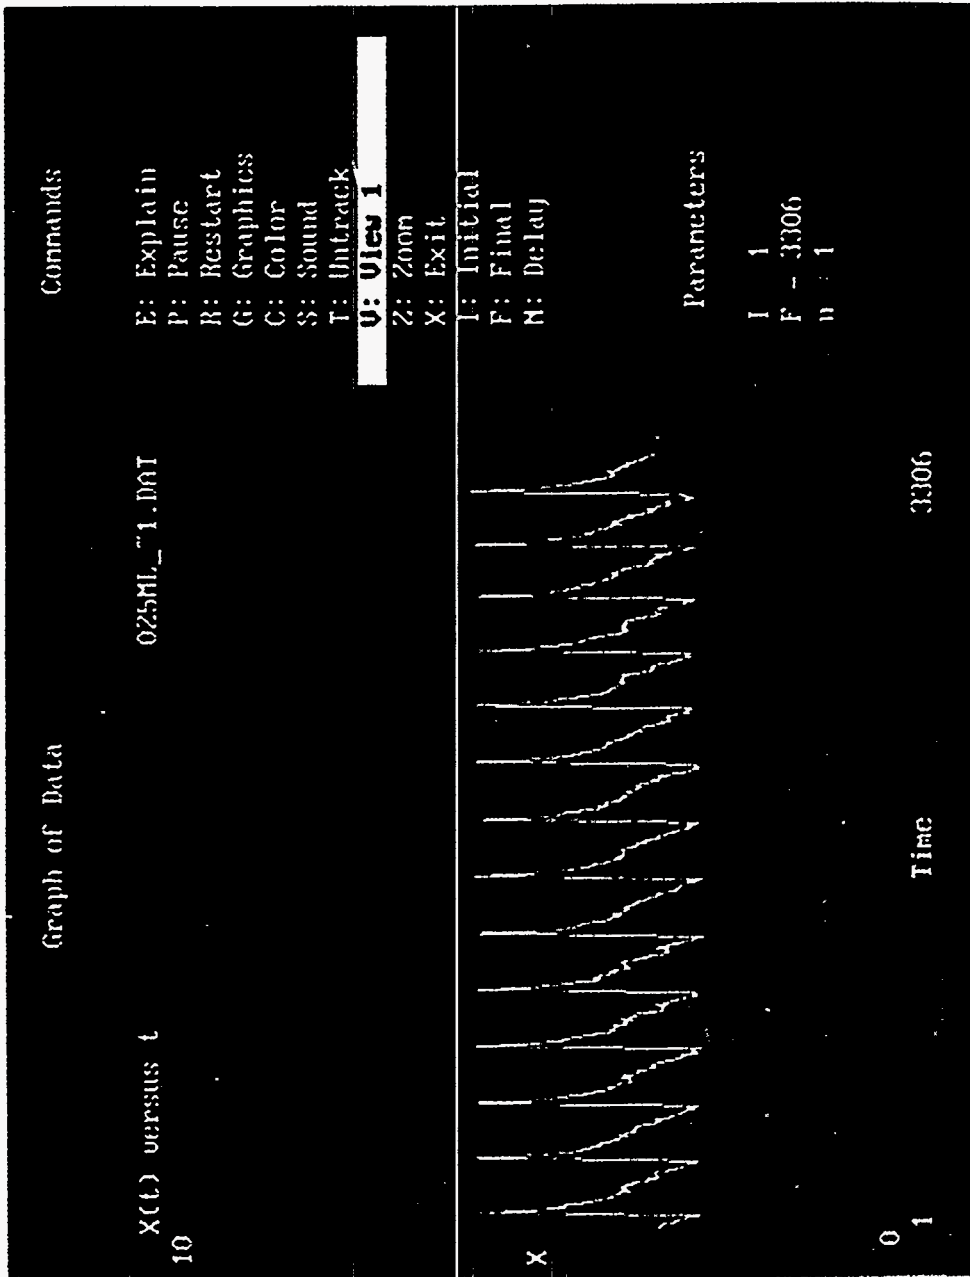 Graph of Data
Commands
X(t) versus t
025ML_~1.DAT
10
X
0
1
Time
3306
E: Explain
P: Pause
R: Restart
G: Graphics
C: Color
S: Sound
T: Untrack
V: View 1
Z: Zoom
X: Exit
I: Initial
F: Final
N: Delay
Parameters
I 1
F - 3306
n : 1